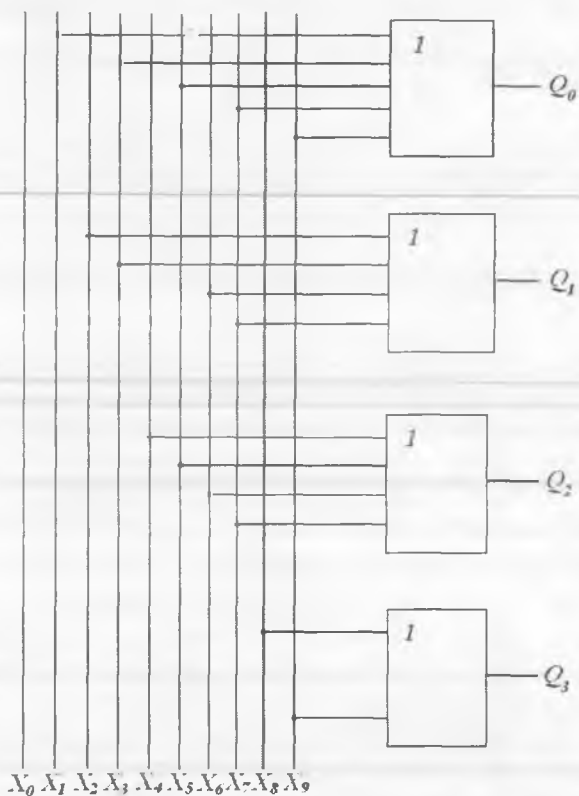 1
Q₀
1
Q₁
1
Q₂
1
Q₃
X₀ X₁ X₂ X₃ X₄ X₅ X₆ X₇ X₈ X₉